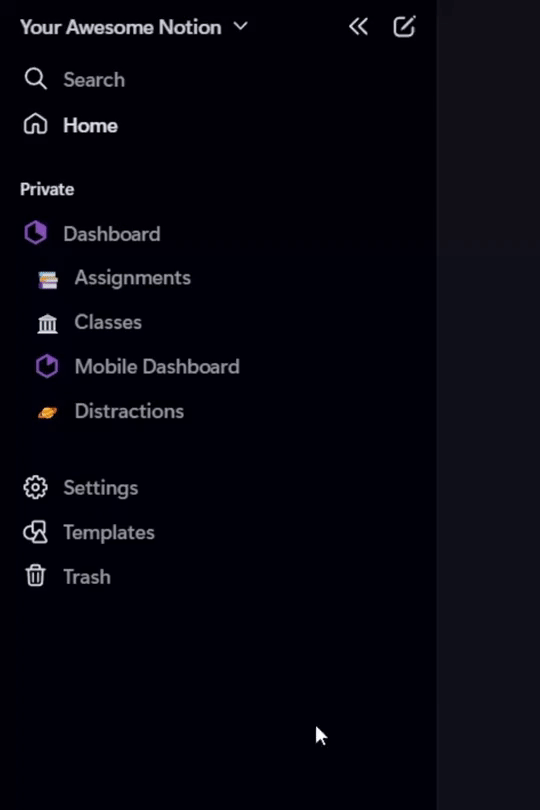 Your Awesome Notion
Search
Home
Private
Dashboard
Assignments
Classes
Mobile Dashboard
Distractions
Settings
Templates
Trash